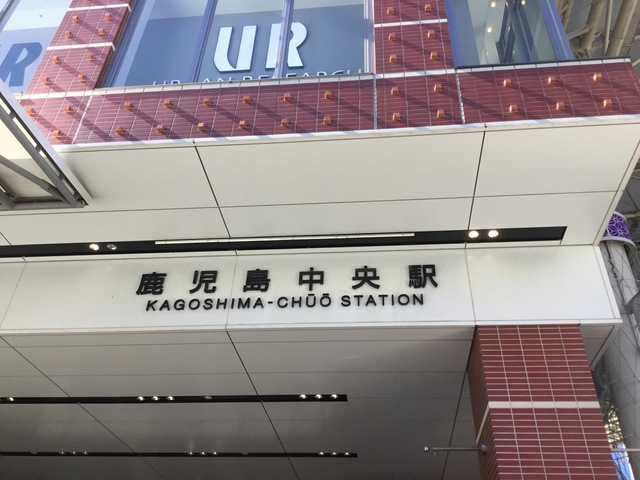 UR
URBAN RESEARCH
R
鹿児島中央駅
KAGOSHIMA-CHŪŌ STATION